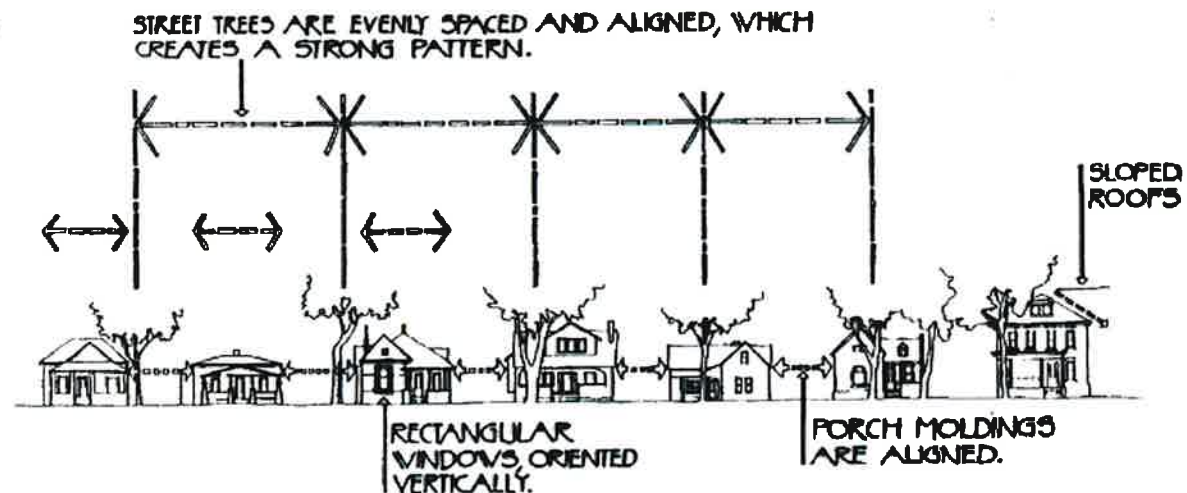 STREET TREES ARE EVENLY SPACED AND ALIGNED, WHICH
CREATES A STRONG PATTERN.
SLOPED
ROOFS
RECTANGULAR
WINDOWS, ORIENTED
VERTICALLY.
PORCH MOLDINGS
ARE ALIGNED.